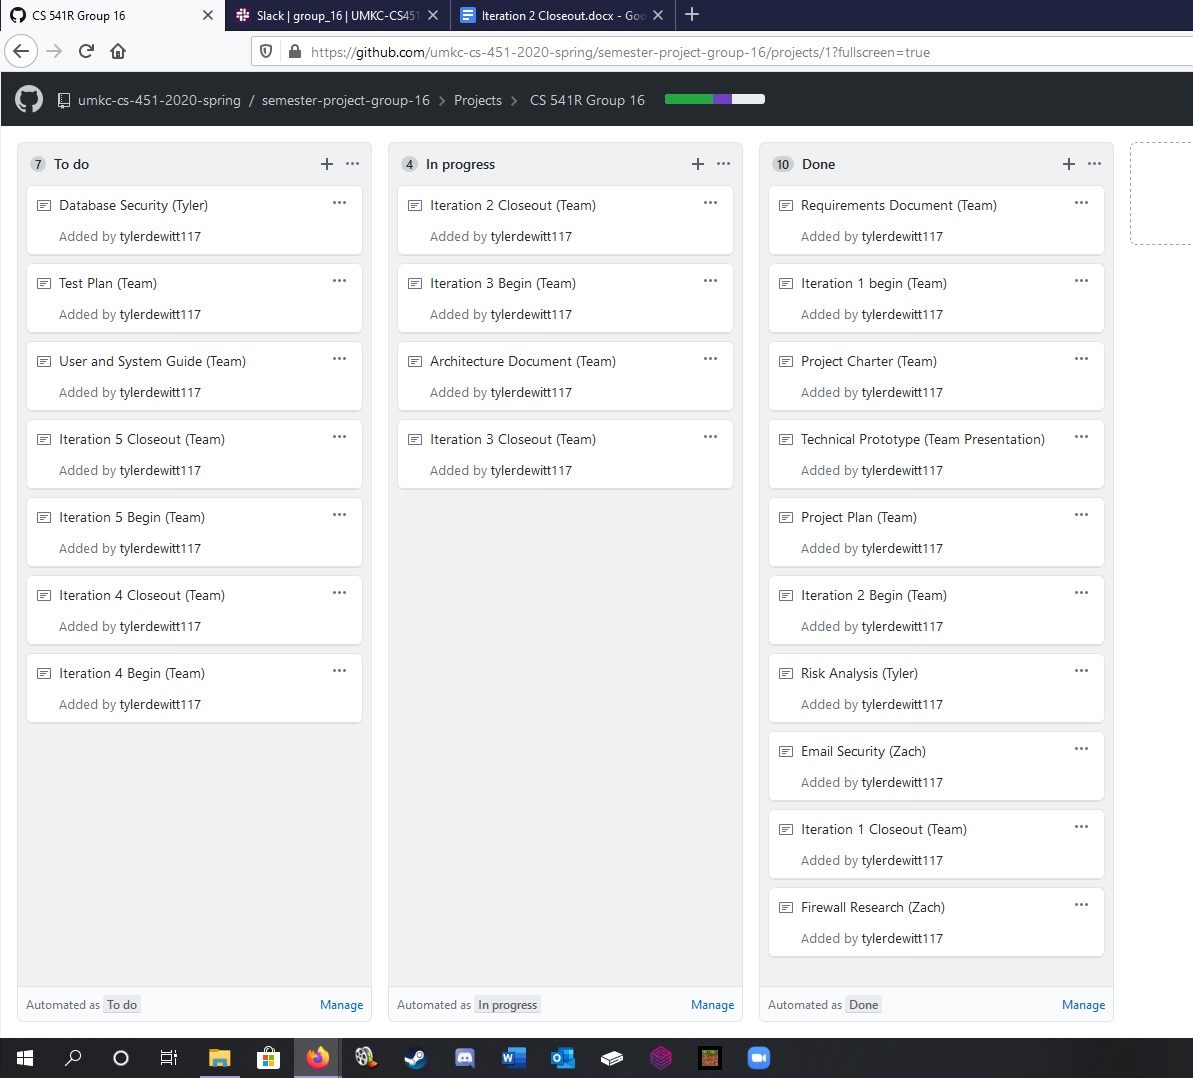 CS 541R Group 16
Slack | group_16 | UMKC-CS451
Iteration 2 Closeout.docx - Goo
https://github.com/umkc-cs-451-2020-spring/semester-project-group-16/projects/1?fullscreen=true
umkc-cs-451-2020-spring / semester-project-group-16 > Projects > CS 541R Group 16
7 To do
Database Security (Tyler)
Added by tylerdewitt117
Test Plan (Team)
Added by tylerdewitt117
User and System Guide (Team)
Added by tylerdewitt117
Iteration 5 Closeout (Team)
Added by tylerdewitt117
Iteration 5 Begin (Team)
Added by tylerdewitt117
Iteration 4 Closeout (Team)
Added by tylerdewitt117
Iteration 4 Begin (Team)
Added by tylerdewitt117
Automated as To do
Manage
4 In progress
Iteration 2 Closeout (Team)
Added by tylerdewitt117
Iteration 3 Begin (Team)
Added by tylerdewitt117
Architecture Document (Team)
Added by tylerdewitt117
Iteration 3 Closeout (Team)
Added by tylerdewitt117
Automated as In progress
Manage
10 Done
Requirements Document (Team)
Added by tylerdewitt117
Iteration 1 begin (Team)
Added by tylerdewitt117
Project Charter (Team)
Added by tylerdewitt117
Technical Prototype (Team Presentation)
Added by tylerdewitt117
Project Plan (Team)
Added by tylerdewitt117
Iteration 2 Begin (Team)
Added by tylerdewitt117
Risk Analysis (Tyler)
Added by tylerdewitt117
Email Security (Zach)
Added by tylerdewitt117
Iteration 1 Closeout (Team)
Added by tylerdewitt117
Firewall Research (Zach)
Added by tylerdewitt117
Automated as Done
Manage